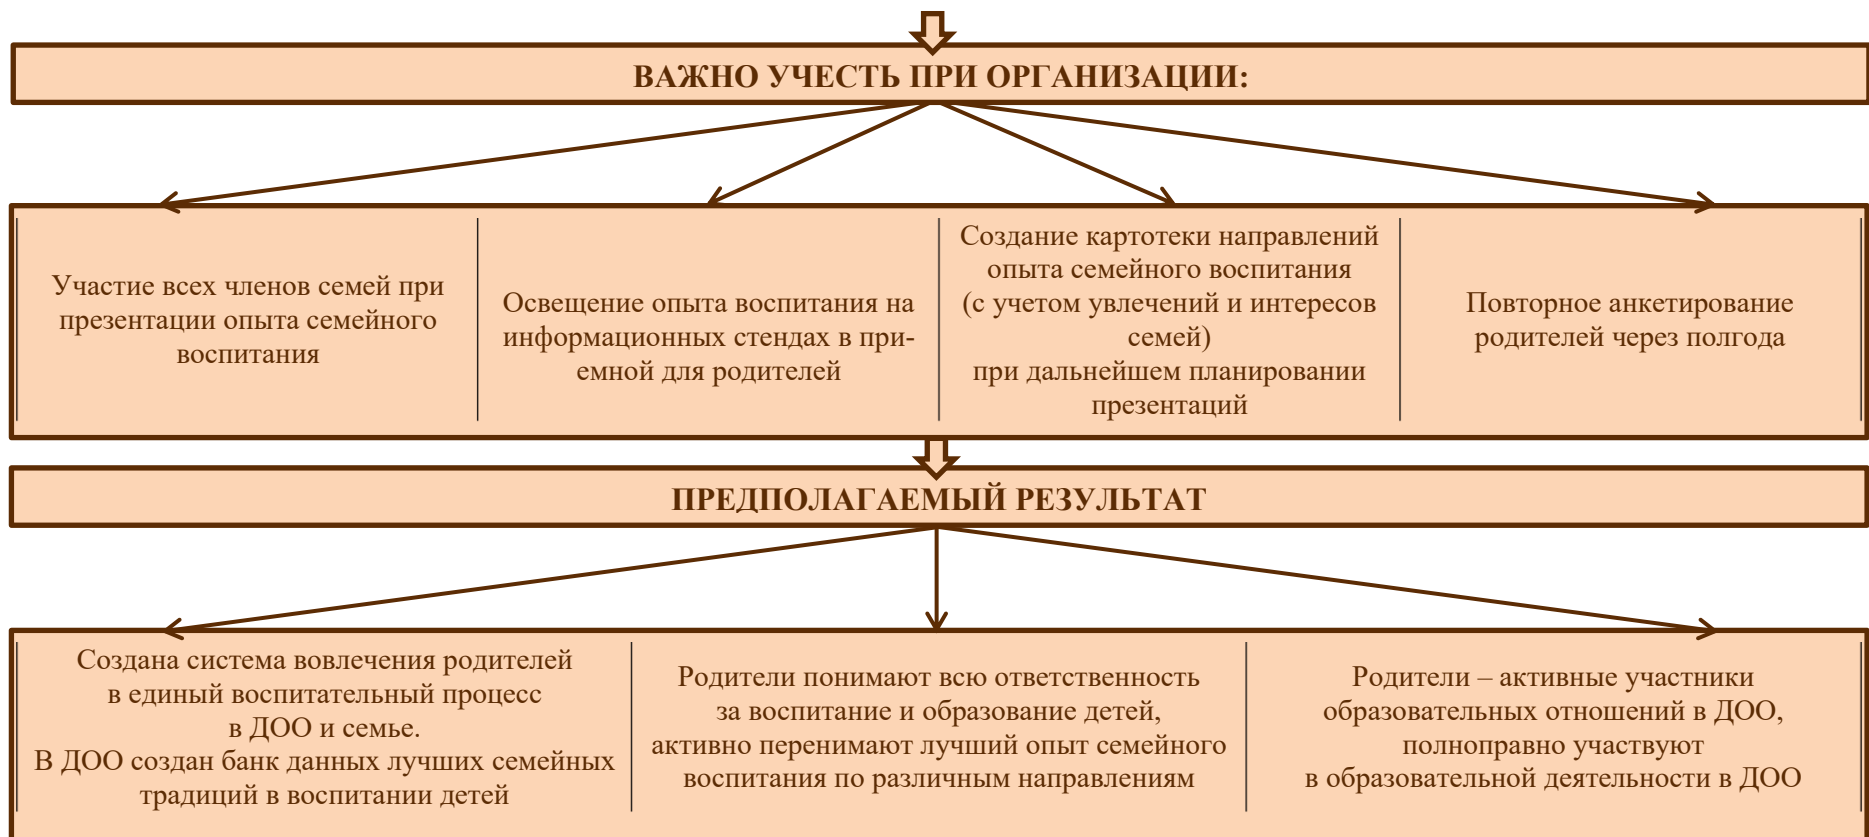 ВАЖНО УЧЕСТЬ ПРИ ОРГАНИЗАЦИИ:
Участие всех членов семей при
презентации опыта семейного
воспитания
Освещение опыта воспитания на
информационных стендах в при-
емной для родителей
Создание картотеки направлений
опыта семейного воспитания
(с учетом увлечений и интересов
семей)
при дальнейшем планировании
презентаций
Повторное анкетирование
родителей через полгода
ПРЕДПОЛАГАЕМЫЙ РЕЗУЛЬТАТ
Создана система вовлечения родителей
в единый воспитательный процесс
в ДОО и семье.
В ДОО создан банк данных лучших семейных
традиций в воспитании детей
Родители понимают всю ответственность
за воспитание и образование детей,
активно перенимают лучший опыт семейного
воспитания по различным направлениям
Родители – активные участники
образовательных отношений в ДОО,
полноправно участвуют
в образовательной деятельности в ДОО